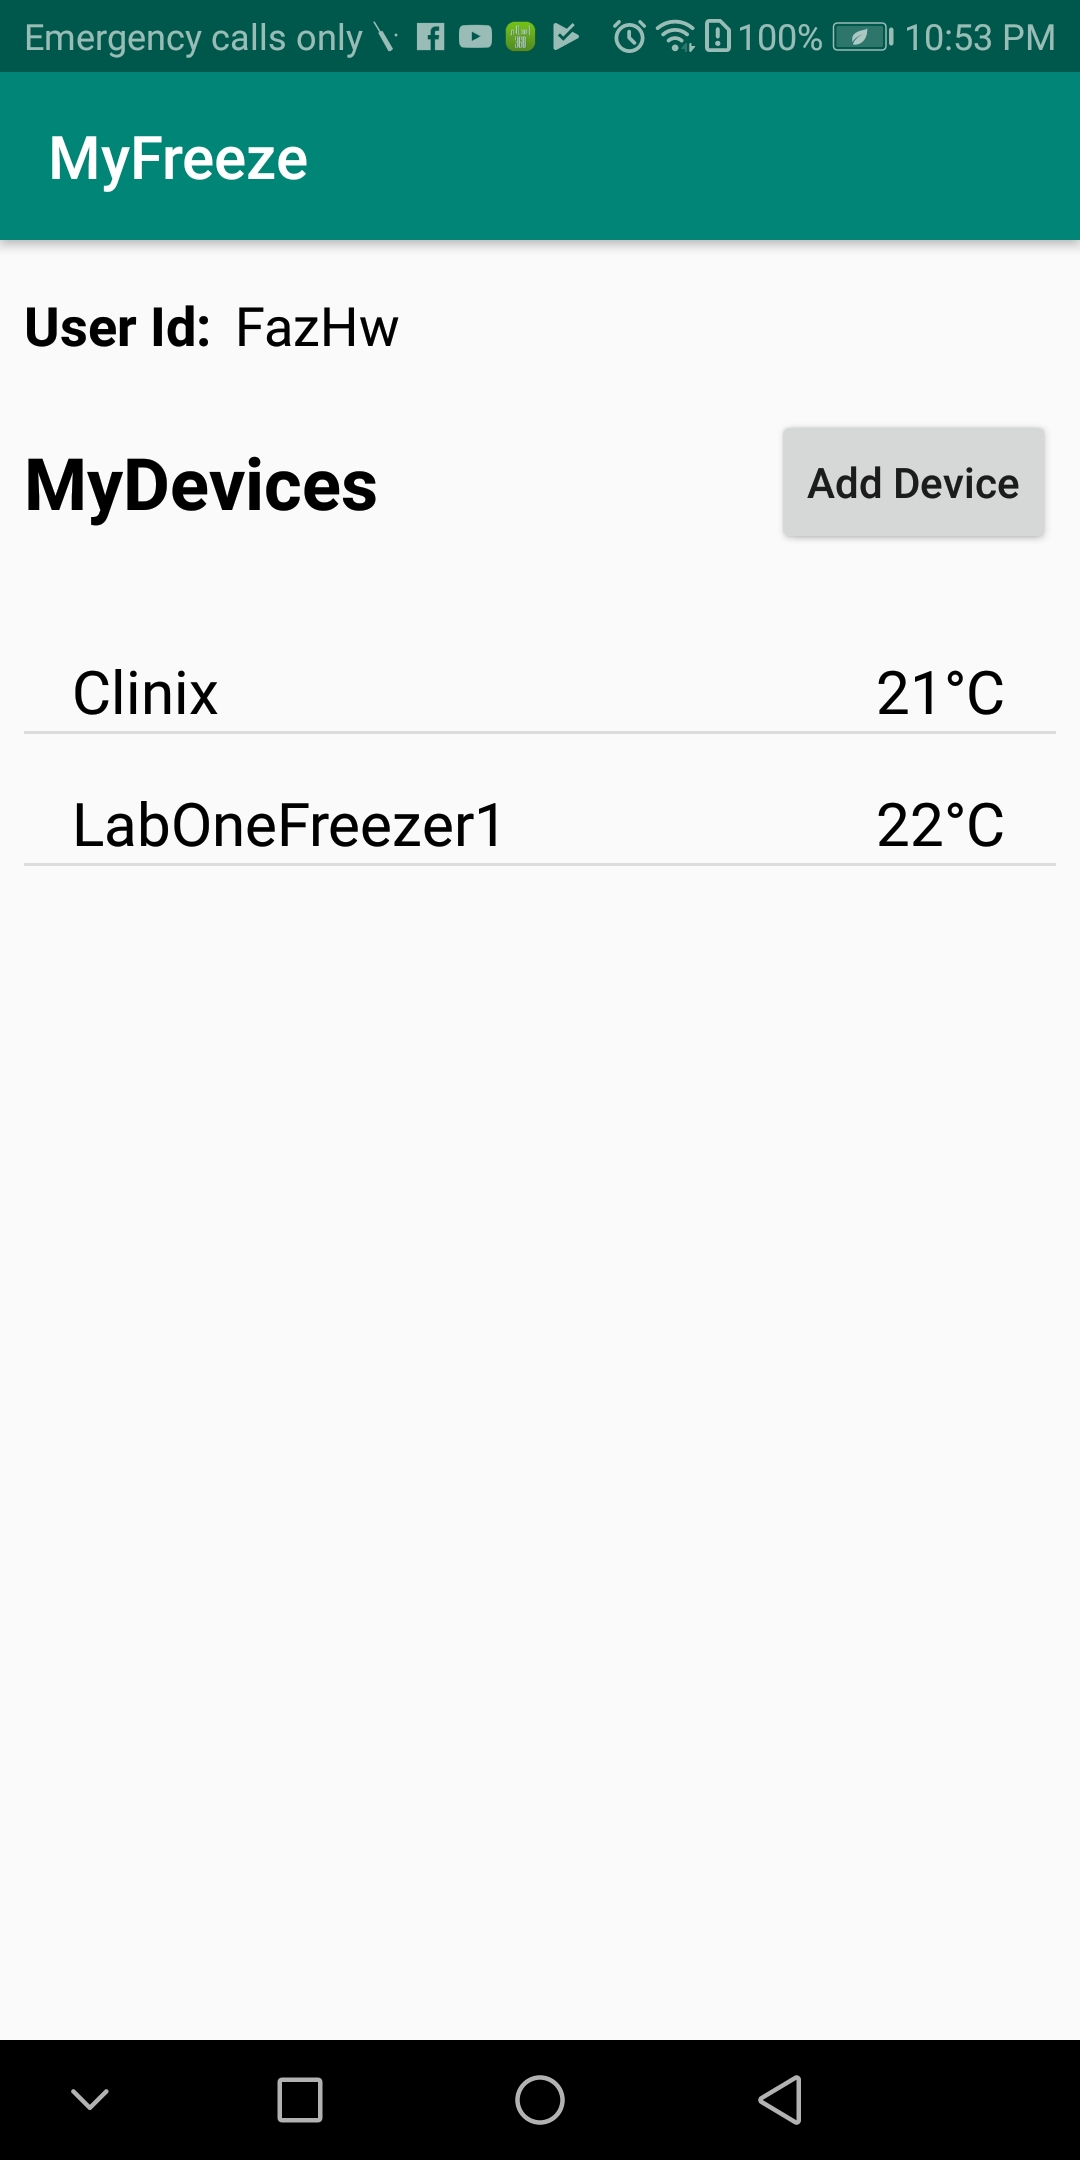 Emergency calls only 100% 10:53 PM
MyFreeze
User Id: FazHw
MyDevices Add Device
Clinix 21°C
LabOneFreezer1 22°C